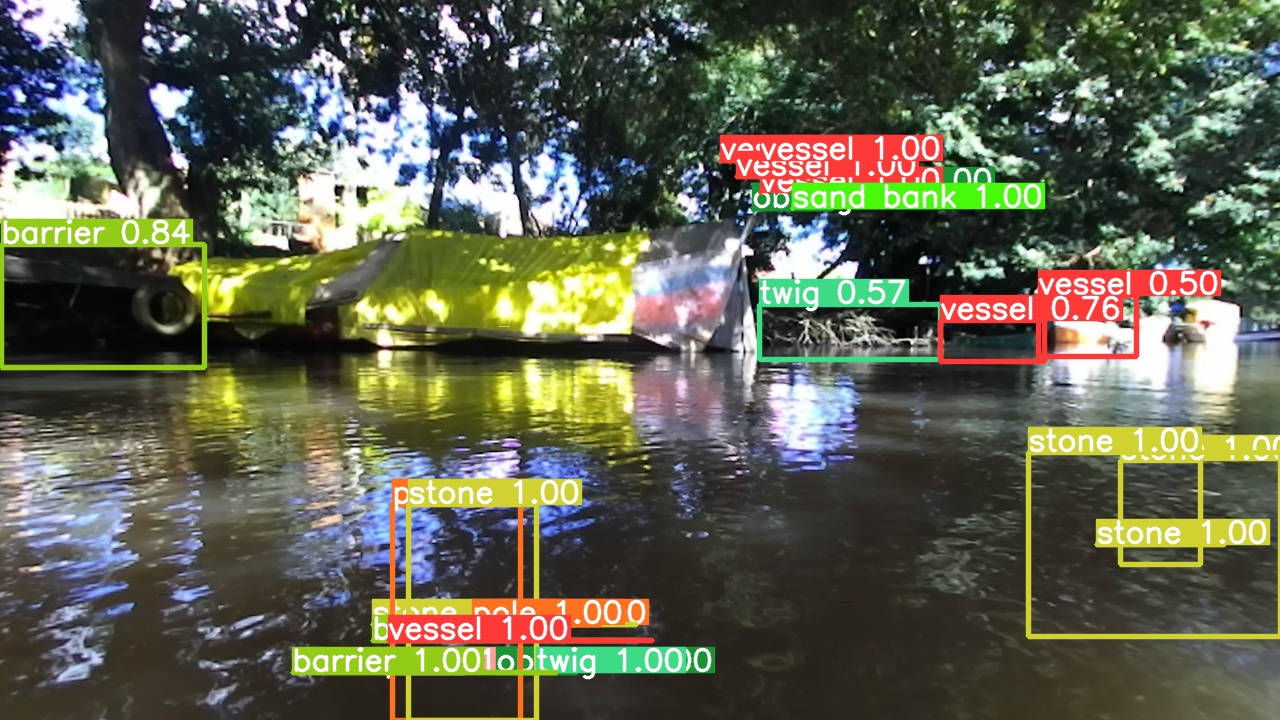 vessel 1.00
vessel 1.00
sand bank 1.00
barrier 0.84
twig 0.57
vessel 0.50
vessel 0.76
stone 1.00
stone 1.00
stone 1.00
stone pole 1.00
vessel 1.00
barrier 1.00
twig 1.00